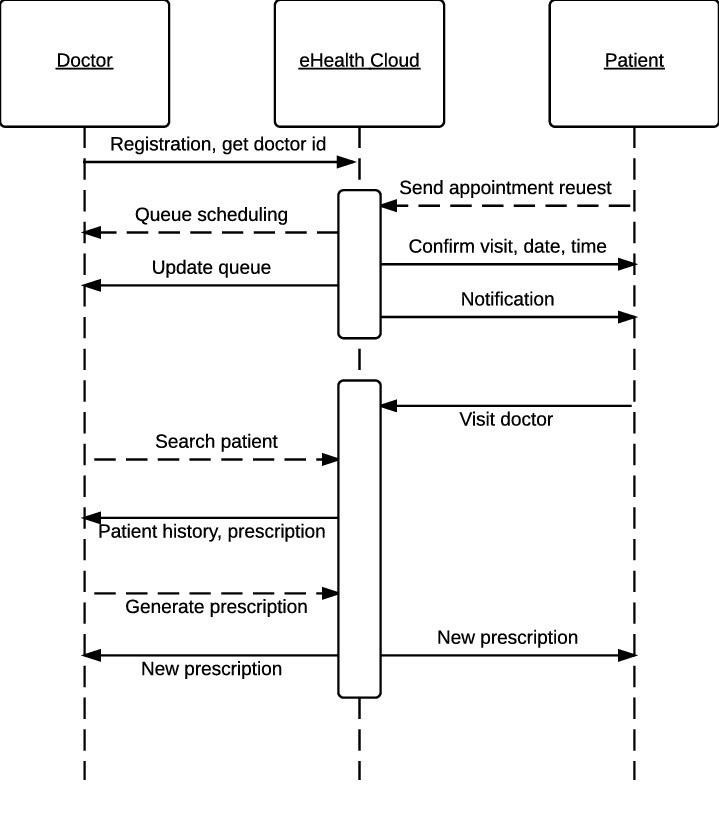 Doctor
eHealth Cloud
Patient
Registration, get doctor id
Send appointment reuest
Queue scheduling
Confirm visit, date, time
Update queue
Notification
Visit doctor
Search patient
Patient history, prescription
Generate prescription
New prescription
New prescription